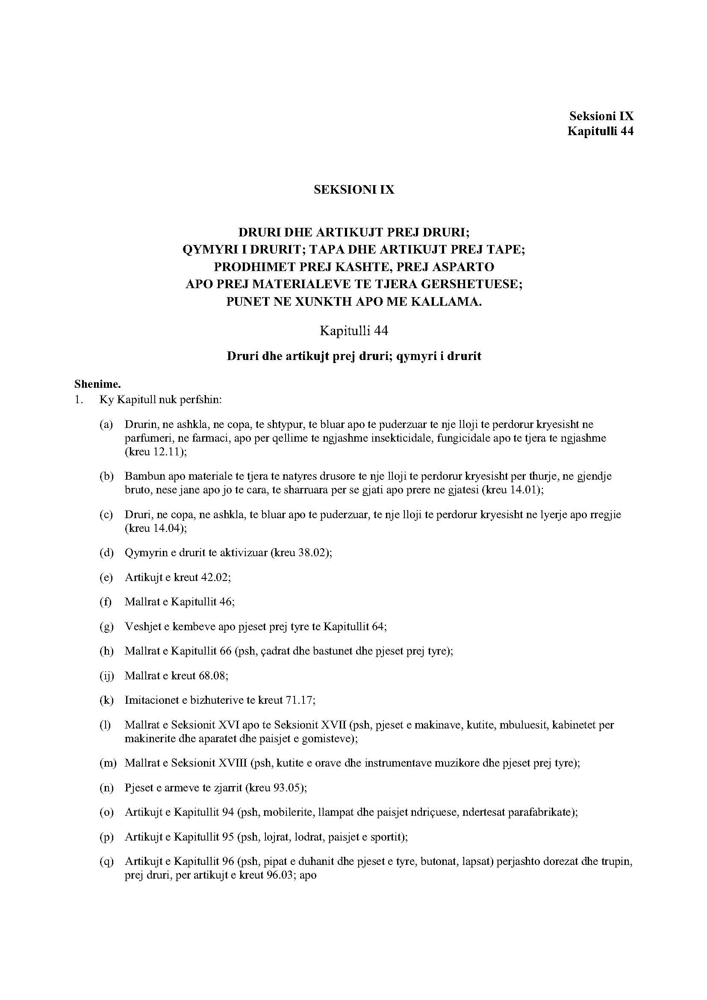 Seksioni IX
Kapitulli 44
SEKSIONI IX
DRURI DHE ARTIKUJT PREJ DRURI;
QYMYRI I DRURIT; TAPA DHE ARTIKUJT PREJ TAPE;
PRODHIMET PREJ KASHTE, PREJ ASPARTO
APO PREJ MATERIALEVE TE TJERA GERSHETUESE;
PUNET NE XUNKTH APO ME KALLAMA.
Kapitulli 44
Druri dhe artikujt prej druri; qymyri i drurit
Shenime.
1. Ky Kapitull nuk perfshin:
(a) Drurin, ne ashkla, ne copa, te shtypur, te bluar apo te puderzuar te nje lloji te perdorur kryesisht ne
parfumeri, ne farmaci, apo per qellime te ngjashme insekticidale, fungicidale apo te tjera te ngjashme
(kreu 12.11);
(b) Bambun apo materiale te tjera te natyres drusore te nje lloji te perdorur kryesisht per thurje, ne gjendje
bruto, nese jane apo jo te cara, te sharruara per se gjati apo prere ne gjatesi (kreu 14.01);
(c) Druri, ne copa, ne ashkla, te bluar apo te puderzuar, te nje lloji te perdorur kryesisht ne lyerje apo rregjie
(kreu 14.04);
(d) Qymyrin e drurit te aktivizuar (kreu 38.02);
(e) Artikujt e kreut 42.02;
(f) Mallrat e Kapitullit 46;
(g) Veshjet e kembeve apo pjeset prej tyre te Kapitullit 64;
(h) Mallrat e Kapitullit 66 (psh, çadrat dhe bastunet dhe pjeset prej tyre);
(ij) Mallrat e kreut 68.08;
(k) Imitacionet e bizhuterive te kreut 71.17;
(l) Mallrat e Seksionit XVI apo te Seksionit XVII (psh, pjeset e makinave, kutite, mbuluesit, kabinetet per
makinerite dhe aparatet dhe paisjet e gomisteve);
(m) Mallrat e Seksionit XVIII (psh, kutite e orave dhe instrumentave muzikore dhe pjeset prej tyre);
(n) Pjeset e armeve te zjarrit (kreu 93.05);
(o) Artikujt e Kapitullit 94 (psh, mobilerite, llampat dhe paisjet ndriçuese, ndertesat parafabrikate);
(p) Artikujt e Kapitullit 95 (psh, lojrat, lodrat, paisjet e sportit);
(q) Artikujt e Kapitullit 96 (psh, pipat e duhanit dhe pjeset e tyre, butonat, lapsat) perjashto dorezat dhe trupin,
prej druri, per artikujt e kreut 96.03; apo